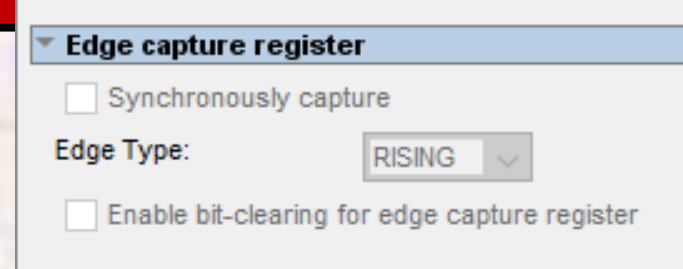 Edge capture register
Synchronously capture
Edge Type: RISING
Enable bit-clearing for edge capture register